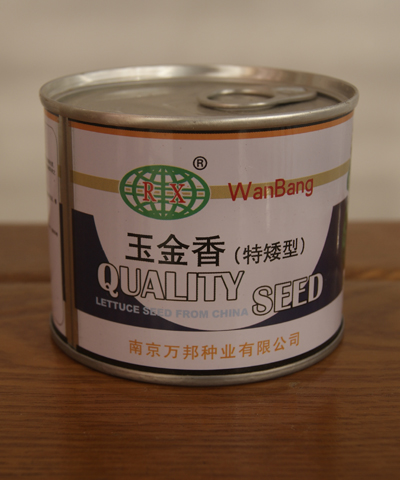 ®
RX
WanBang
玉金香(特矮型)
QUALITY SEED
LETTUCE SEED FROM CHINA
南京万邦种业有限公司